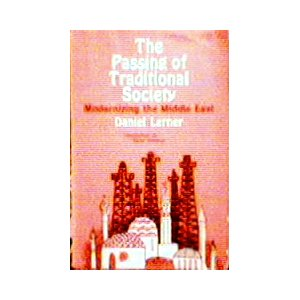 The
Passing of
Traditional
Society
Modernizing the Middle East
Daniel Lerner